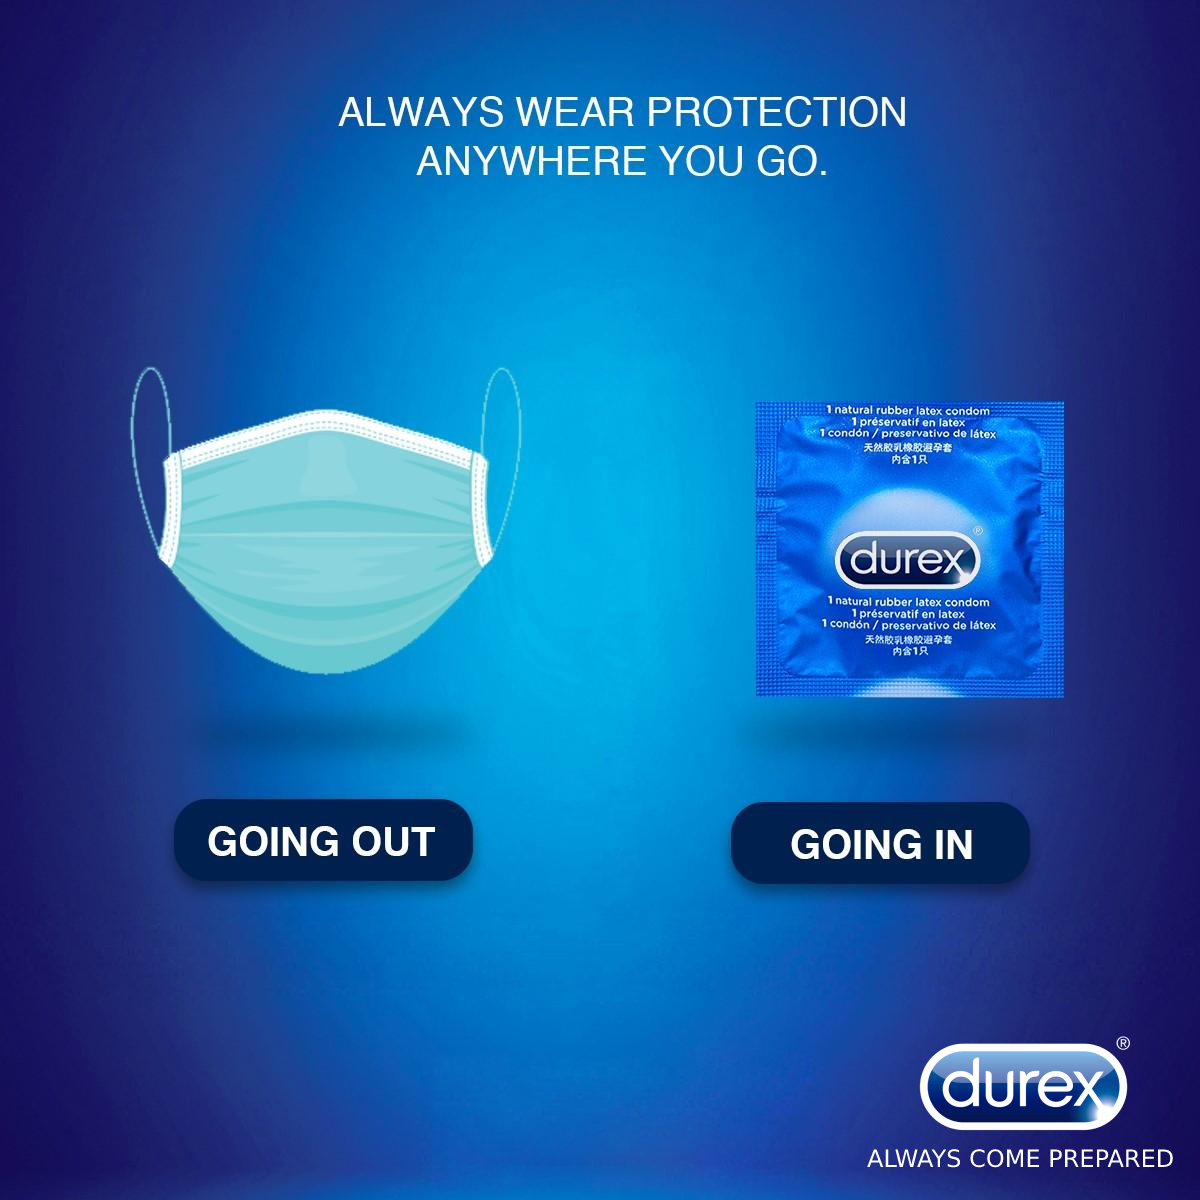 ALWAYS WEAR PROTECTION
ANYWHERE YOU GO.
1 natural rubber latex condom
1 préservatif en latex
1 condón / preservativo de látex
天然胶乳橡胶避孕套
内含1只
durex®
1 natural rubber latex condom
1 préservatif en latex
1 condón / preservativo de látex
天然胶乳橡胶避孕套
内含1只
GOING OUT
GOING IN
durex®
ALWAYS COME PREPARED